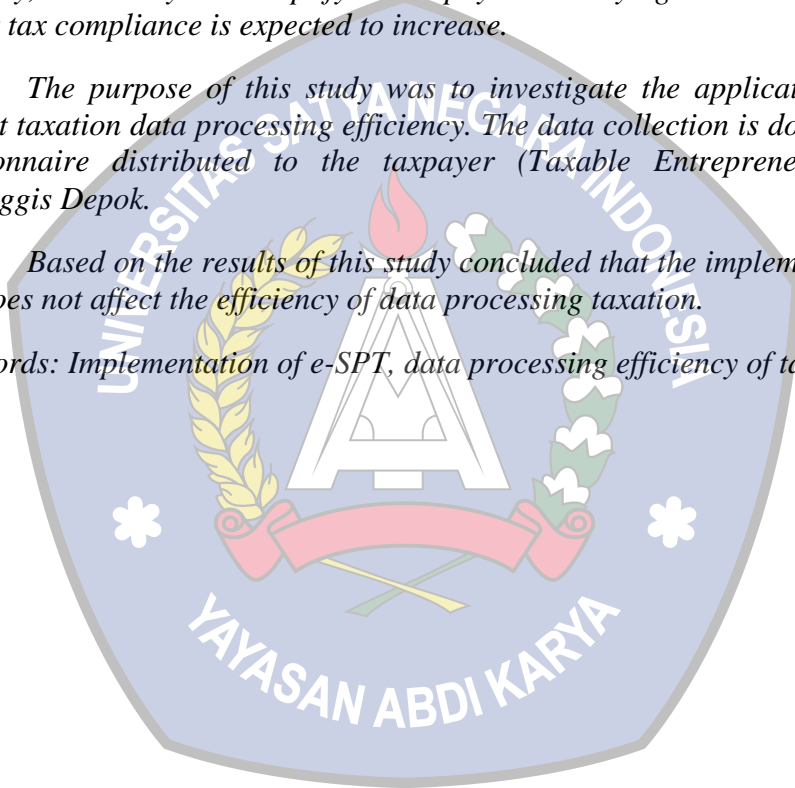 tax compliance is expected to increase.
The purpose of this study was to investigate the applicat
t taxation data processing efficiency. The data collection is do
onnaire distributed to the taxpayer (Taxable Entreprene
ggis Depok.
Based on the results of this study concluded that the implem
oes not affect the efficiency of data processing taxation.
ords: Implementation of e-SPT, data processing efficiency of ta
UNIVERSITAS SATYA NEGARA INDONESIA
YAYASAN ABDI KARYA